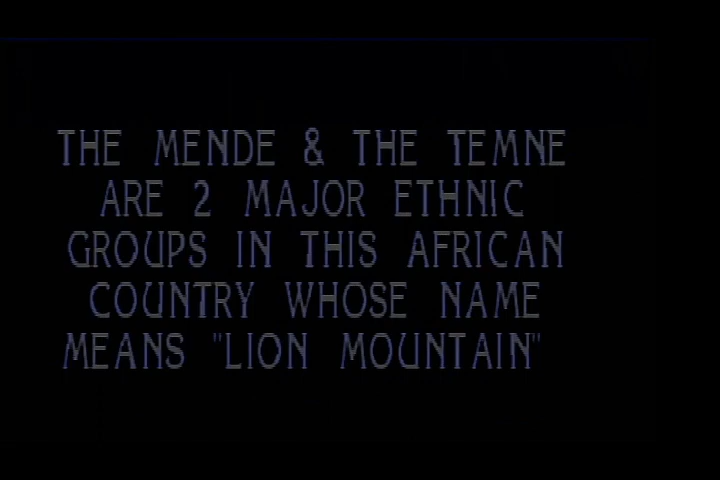 THE MENDE & THE TEMNE
ARE 2 MAJOR ETHNIC
GROUPS IN THIS AFRICAN
COUNTRY WHOSE NAME
MEANS "LION MOUNTAIN"